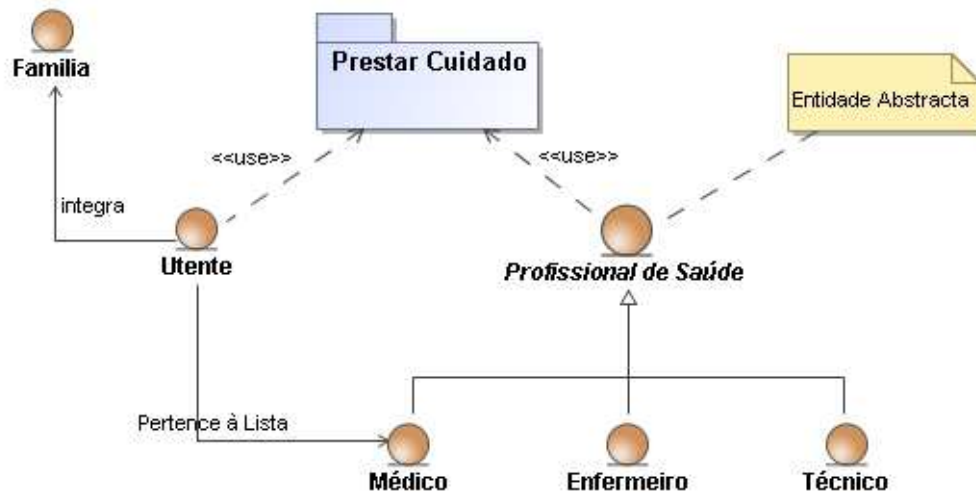 Prestar Cuidado
Familia
Entidade Abstracta
<<use>>
<<use>>
integra
Utente
Profissional de Saúde
Pertence à Lista
Médico
Enfermeiro
Técnico